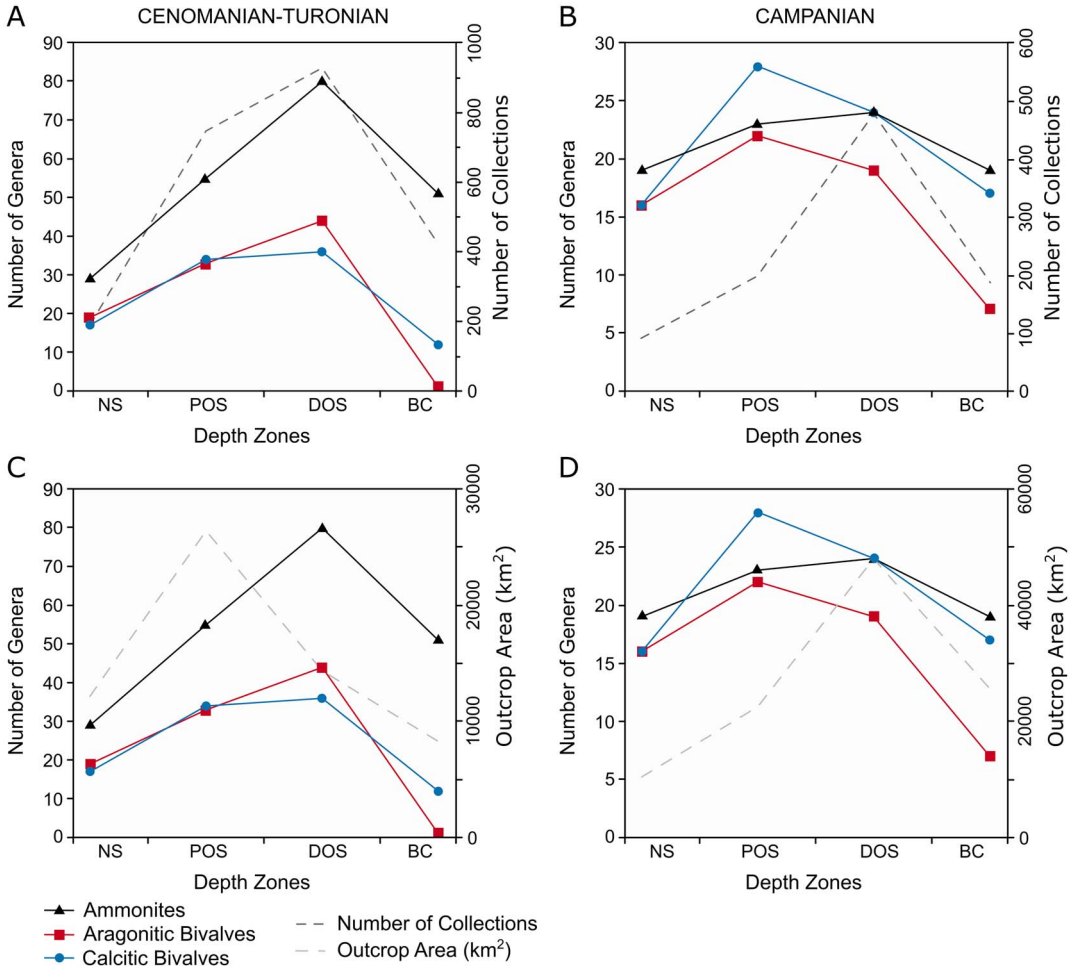 A
CENOMANIAN-TURONIAN
90
80
70
60
50
40
30
20
10
0
Number of Genera
1000
800
600
400
200
0
Number of Collections
NS POS DOS BC
Depth Zones
B
CAMPANIAN
30
25
20
15
10
5
0
Number of Genera
600
500
400
300
200
100
0
Number of Collections
NS POS DOS BC
Depth Zones
C
90
80
70
60
50
40
30
20
10
0
Number of Genera
30000
20000
10000
0
Outcrop Area (km²)
NS POS DOS BC
Depth Zones
D
30
25
20
15
10
5
0
Number of Genera
60000
40000
20000
0
Outcrop Area (km²)
NS POS DOS BC
Depth Zones
Ammonites
Aragonitic Bivalves
Calcitic Bivalves
Number of Collections
Outcrop Area (km²)